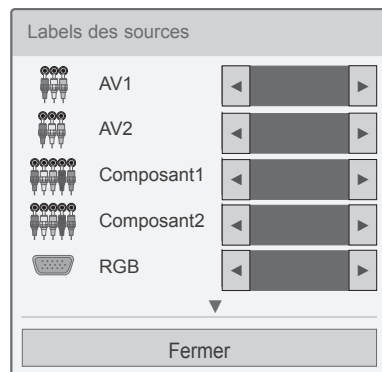 Labels des sources
AV1
AV2
Composant1
Composant2
RGB
Fermer